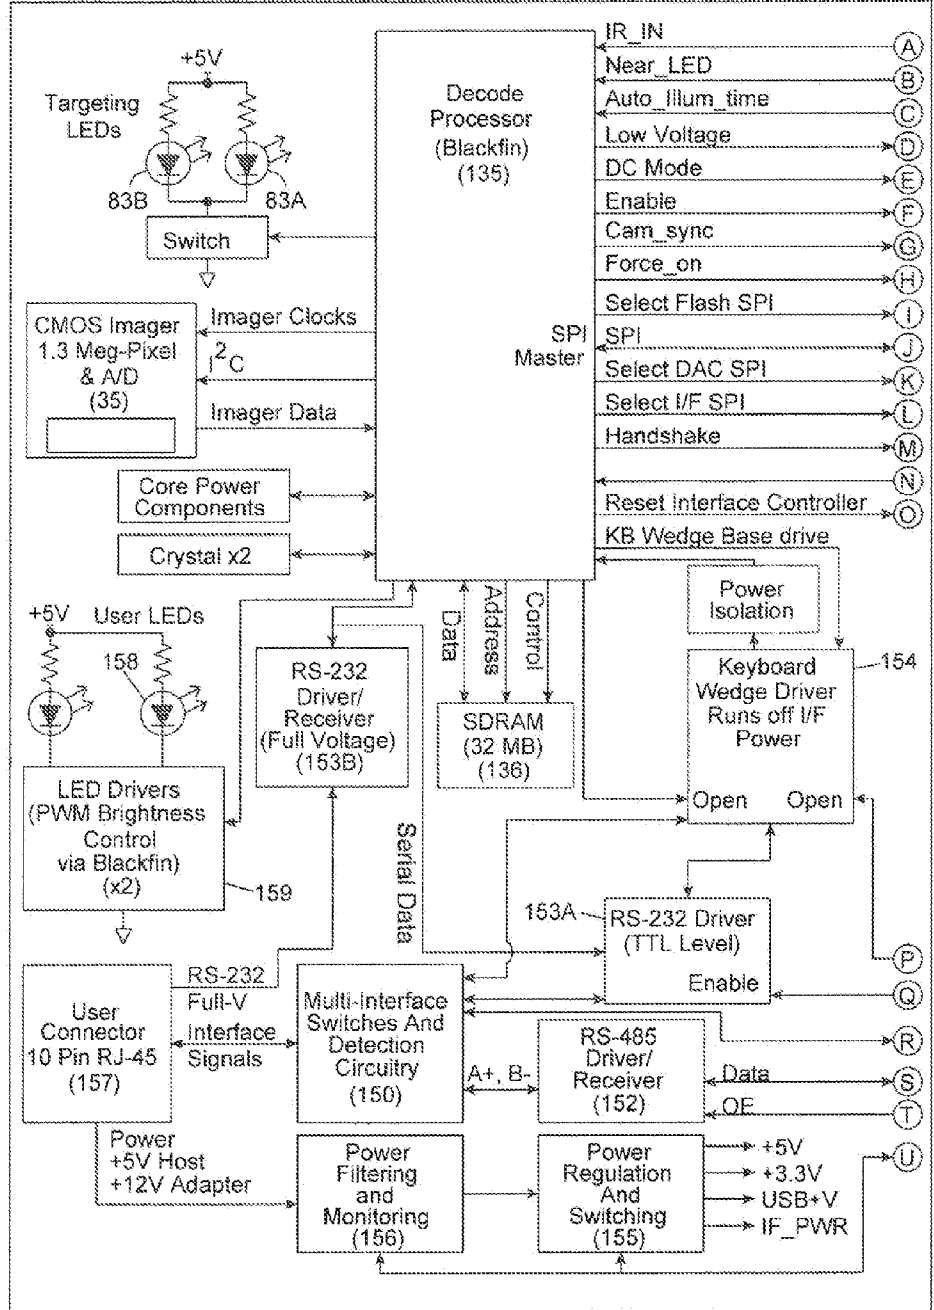 IR_IN
A
Near_LED
B
Auto_Illum_time
C
Low Voltage
D
DC Mode
E
Enable
F
Cam_sync
G
Force_on
H
Select Flash SPI
I
SPI
J
Select DAC SPI
K
Select I/F SPI
L
Handshake
M
N
Reset Interface Controller
O
KB Wedge Base drive
Decode
Processor
(Blackfin)
(135)
SPI
Master
+5V
Targeting
LEDs
83B
83A
Switch
CMOS Imager
1.3 Meg-Pixel
& A/D
(35)
Imager Clocks
I2C
Imager Data
Core Power
Components
Crystal x2
+5V
User LEDs
158
LED Drivers
(PWM Brightness
Control
via Blackfin)
(x2)
159
RS-232
Driver/
Receiver
(Full Voltage)
(153B)
Data
Address
Control
SDRAM
(32 MB)
(136)
Power
Isolation
Keyboard
Wedge Driver
Runs off I/F
Power
Open
Open
154
Serial Data
153A
RS-232 Driver
(TTL Level)
Enable
P
Q
R
User
Connector
10 Pin RJ-45
(157)
RS-232
Full-V
Interface
Signals
Multi-Interface
Switches And
Detection
Circuitry
(150)
A+, B-
RS-485
Driver/
Receiver
(152)
Data
S
OE
T
Power
+5V Host
+12V Adapter
Power
Filtering
and
Monitoring
(156)
Power
Regulation
And
Switching
(155)
+5V
+3.3V
USB+V
IF_PWR
U